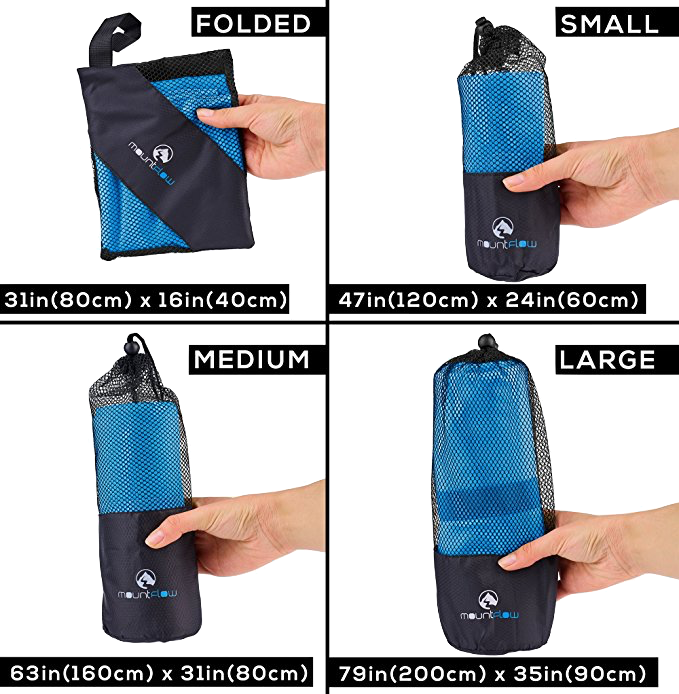 FOLDED
mountflow
31in(80cm) x 16in(40cm)
SMALL
mountflow
47in(120cm) x 24in(60cm)
MEDIUM
mountflow
63in(160cm) x 31in(80cm)
LARGE
mountflow
79in(200cm) x 35in(90cm)